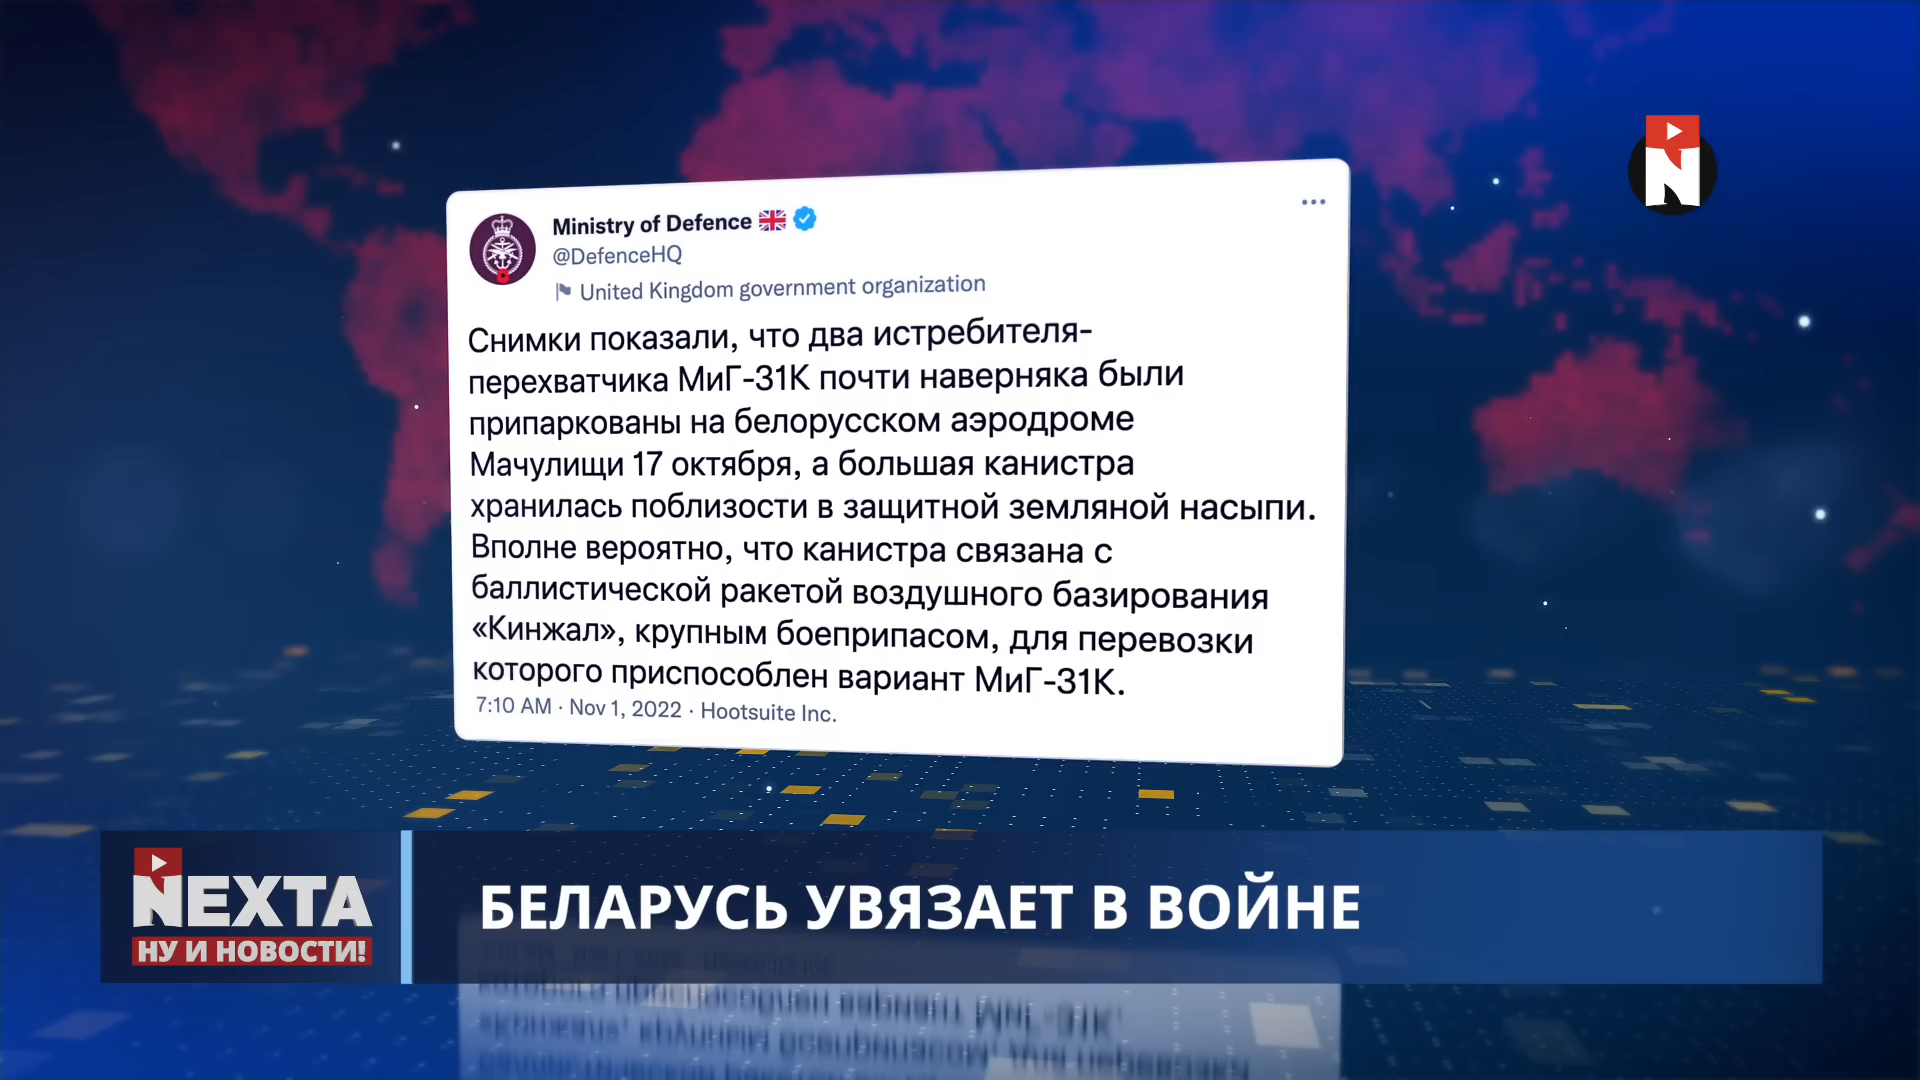 Ministry of Defence
@DefenceHQ
United Kingdom government organization
Снимки показали, что два истребителя-
перехватчика МиГ-31К почти наверняка были
припаркованы на белорусском аэродроме
Мачулищи 17 октября, а большая канистра
хранилась поблизости в защитной земляной насыпи.
Вполне вероятно, что канистра связана с
баллистической ракетой воздушного базирования
«Кинжал», крупным боеприпасом, для перевозки
которого приспособлен вариант МиГ-31К.
7:10 AM · Nov 1, 2022 · Hootsuite Inc.
N
NEXTA
НУ И НОВОСТИ!
БЕЛАРУСЬ УВЯЗАЕТ В ВОЙНЕ